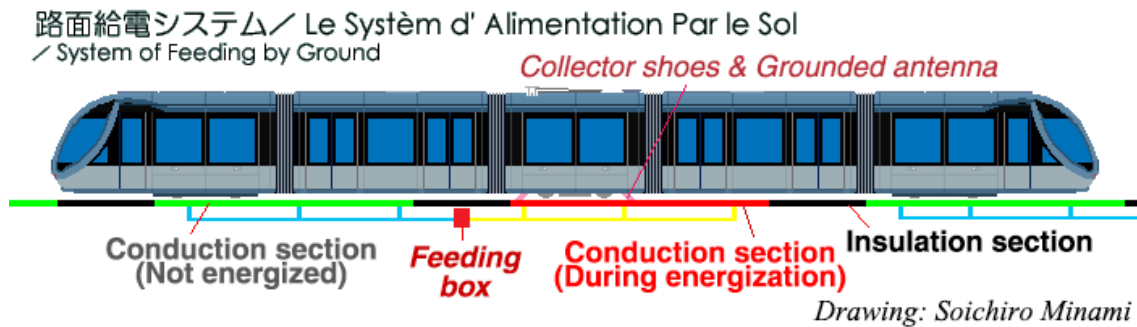 路面給電システム/ Le Systèm d' Alimentation Par le Sol
/ System of Feeding by Ground
Collector shoes & Grounded antenna
Conduction section
(Not energized)
Feeding
box
Conduction section
(During energization)
Insulation section
Drawing: Soichiro Minami